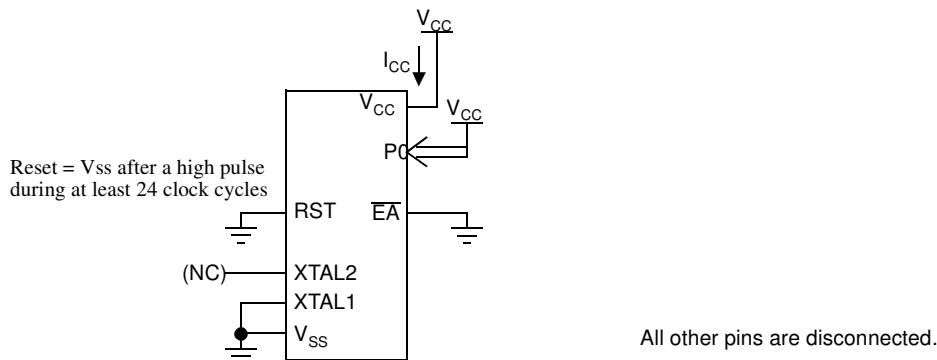 V_CC
I_CC
V_CC
V_CC
P0
Reset = Vss after a high pulse
during at least 24 clock cycles
RST
E̅A̅
(NC)
XTAL2
XTAL1
V_SS
All other pins are disconnected.